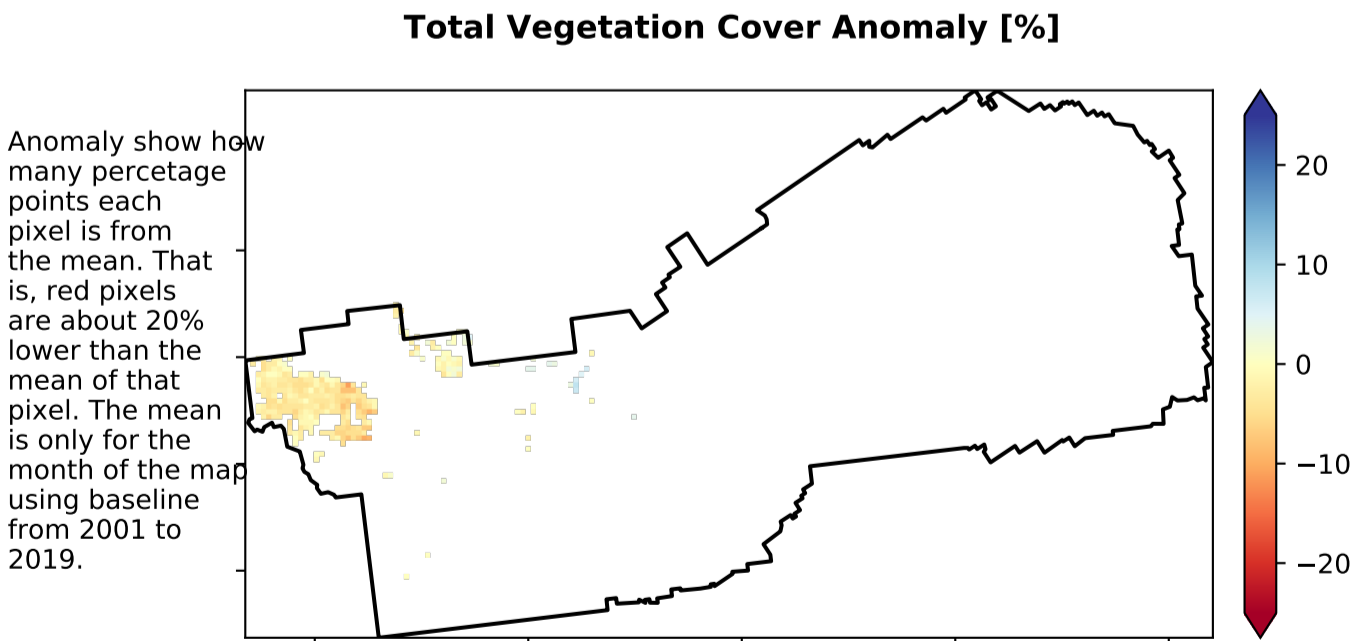 Total Vegetation Cover Anomaly [%]
Anomaly show how
many percetage
points each
pixel is from
the mean. That
is, red pixels
are about 20%
lower than the
mean of that
pixel. The mean
is only for the
month of the map
using baseline
from 2001 to
2019.
20
10
0
−10
−20